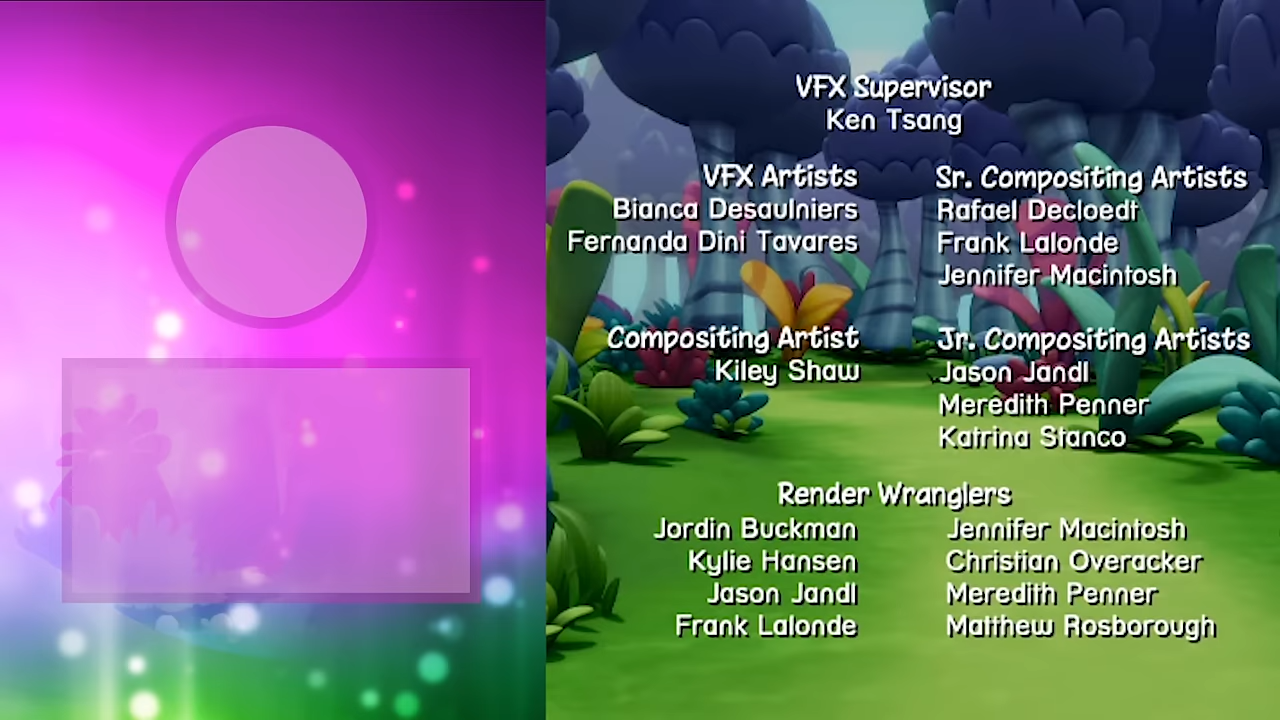 VFX Supervisor
Ken Tsang
VFX Artists
Bianca Desaulniers
Fernanda Dini Tavares
Sr. Compositing Artists
Rafael Decloedt
Frank Lalonde
Jennifer Macintosh
Compositing Artist
Kiley Shaw
Jr. Compositing Artists
Jason Jandl
Meredith Penner
Katrina Stanco
Render Wranglers
Jordin Buckman
Kylie Hansen
Jason Jandl
Frank Lalonde
Jennifer Macintosh
Christian Overacker
Meredith Penner
Matthew Rosborough